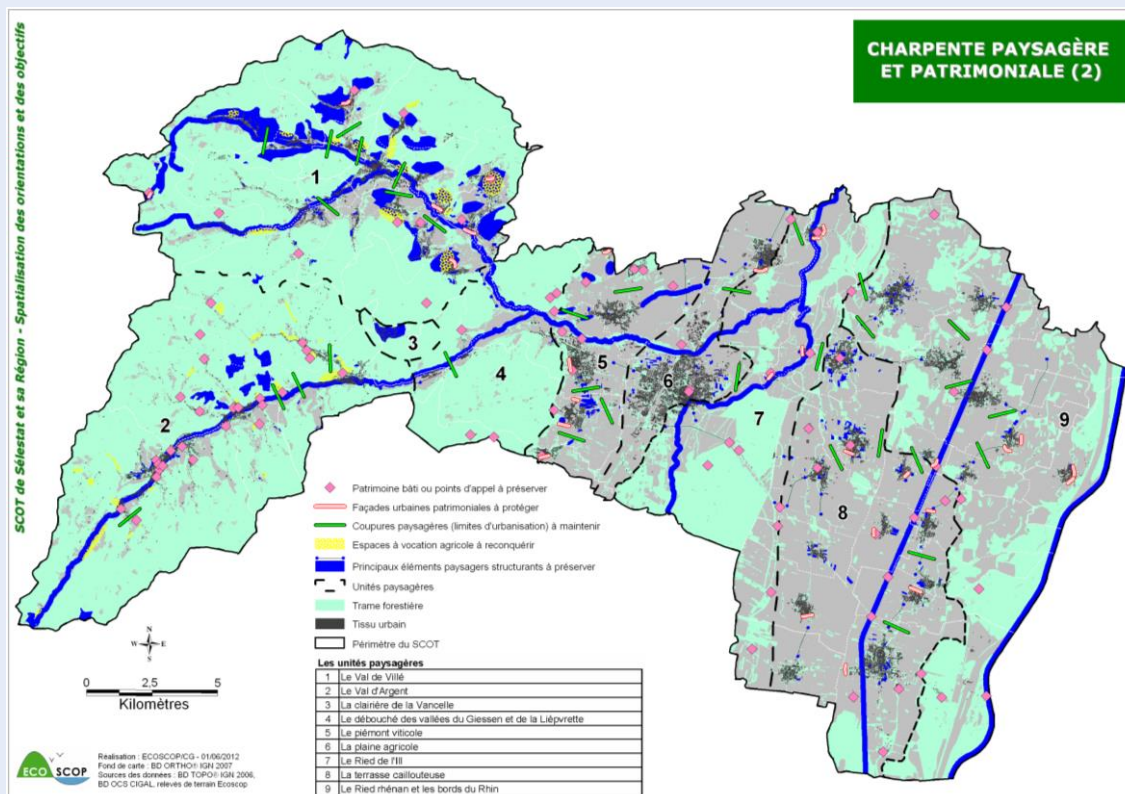 SCOT de Sélestat et sa Région - Spatialisation des orientations et des objectifs
CHARPENTE PAYSAGÈRE
ET PATRIMONIALE (2)
1
2
3
4
5
6
7
8
9
Patrimoine bâti ou points d'appel à préserver
Façades urbaines patrimoniales à protéger
Coupures paysagères (limites d'urbanisation) à maintenir
Espaces à vocation agricole à reconquérir
Principaux éléments paysagers structurants à préserver
Unités paysagères
Trame forestière
Tissu urbain
Périmètre du SCOT
N
W E
S
0 2.5 5
Kilomètres
Les unités paysagères
1 Le Val de Villé
2 Le Val d'Argent
3 La clairière de la Vancelle
4 Le débouché des vallées du Giessen et de la Lièpvrette
5 Le piémont viticole
6 La plaine agricole
7 Le Ried de l'Ill
8 La terrasse caillouteuse
9 Le Ried rhénan et les bords du Rhin
ECO SCOP
Réalisation : ECOSCOP/CG - 01/06/2012
Fond de carte : BD ORTHO® IGN 2007
Sources des données : BD TOPO® IGN 2006,
BD OCS CIGAL, relevés de terrain Ecoscop